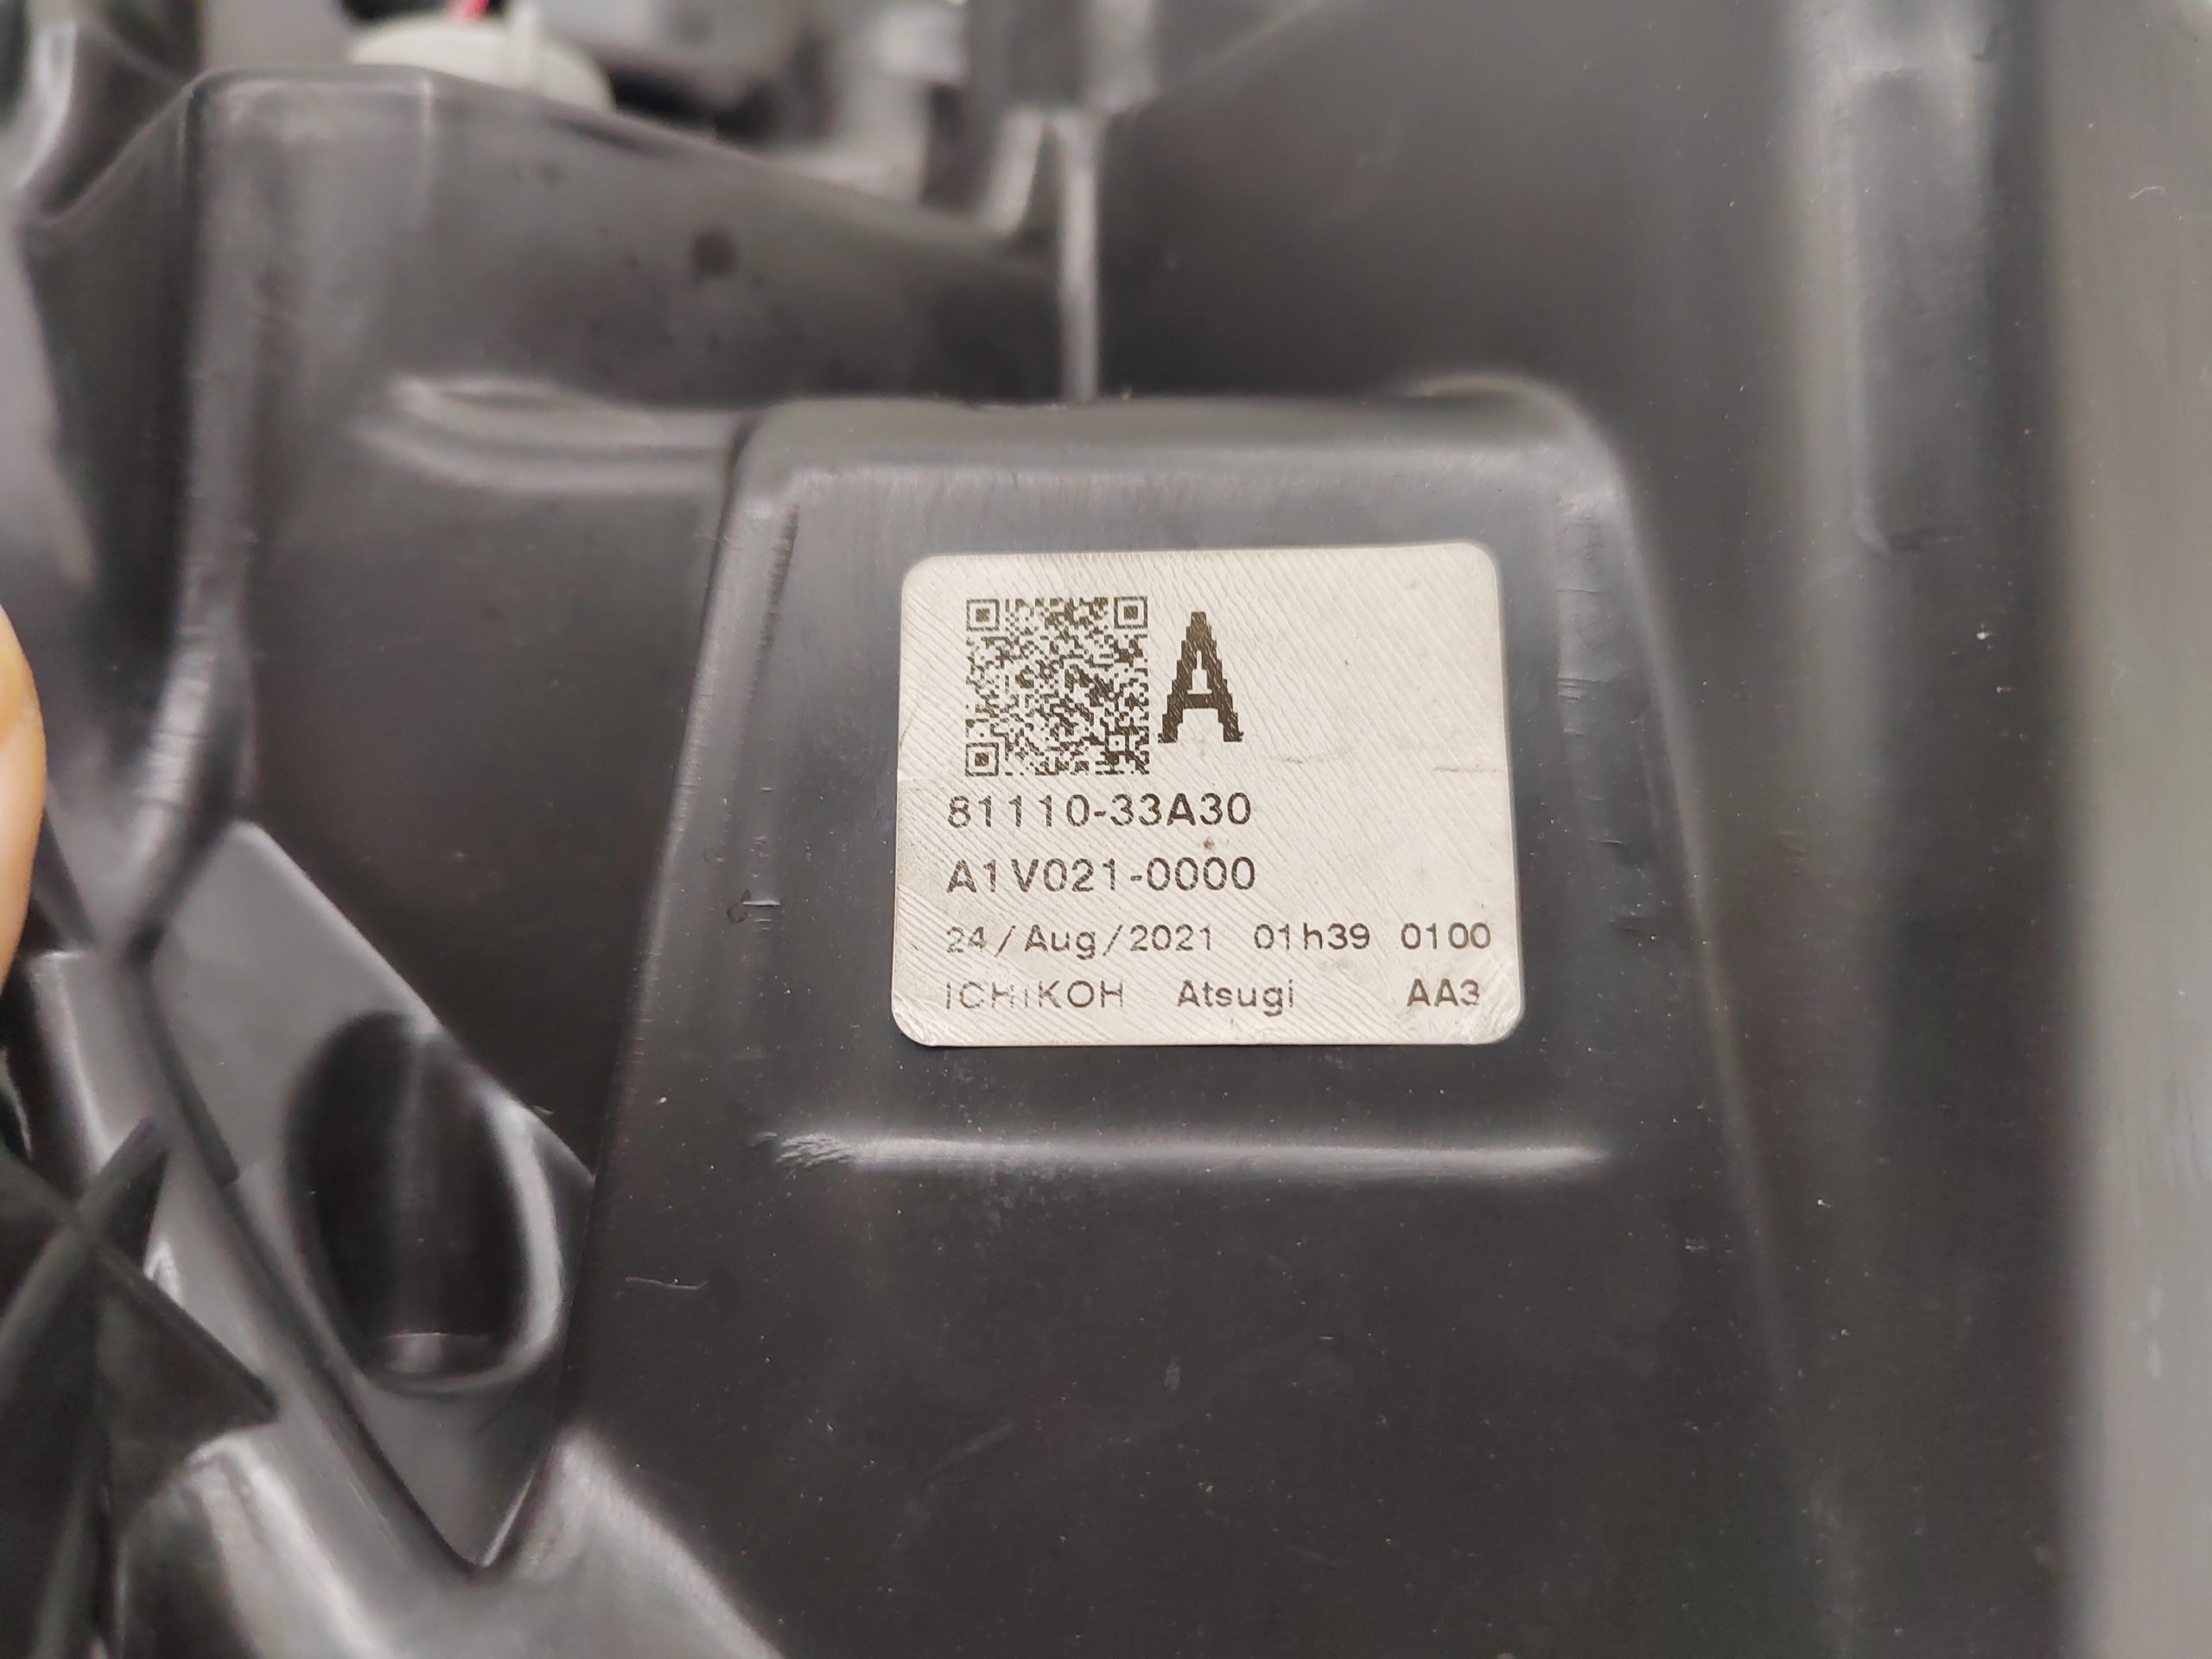 A
81110-33A30
A1V021-0000
24/Aug/2021 01h39 0100
ICHIKOH Atsugi AA3